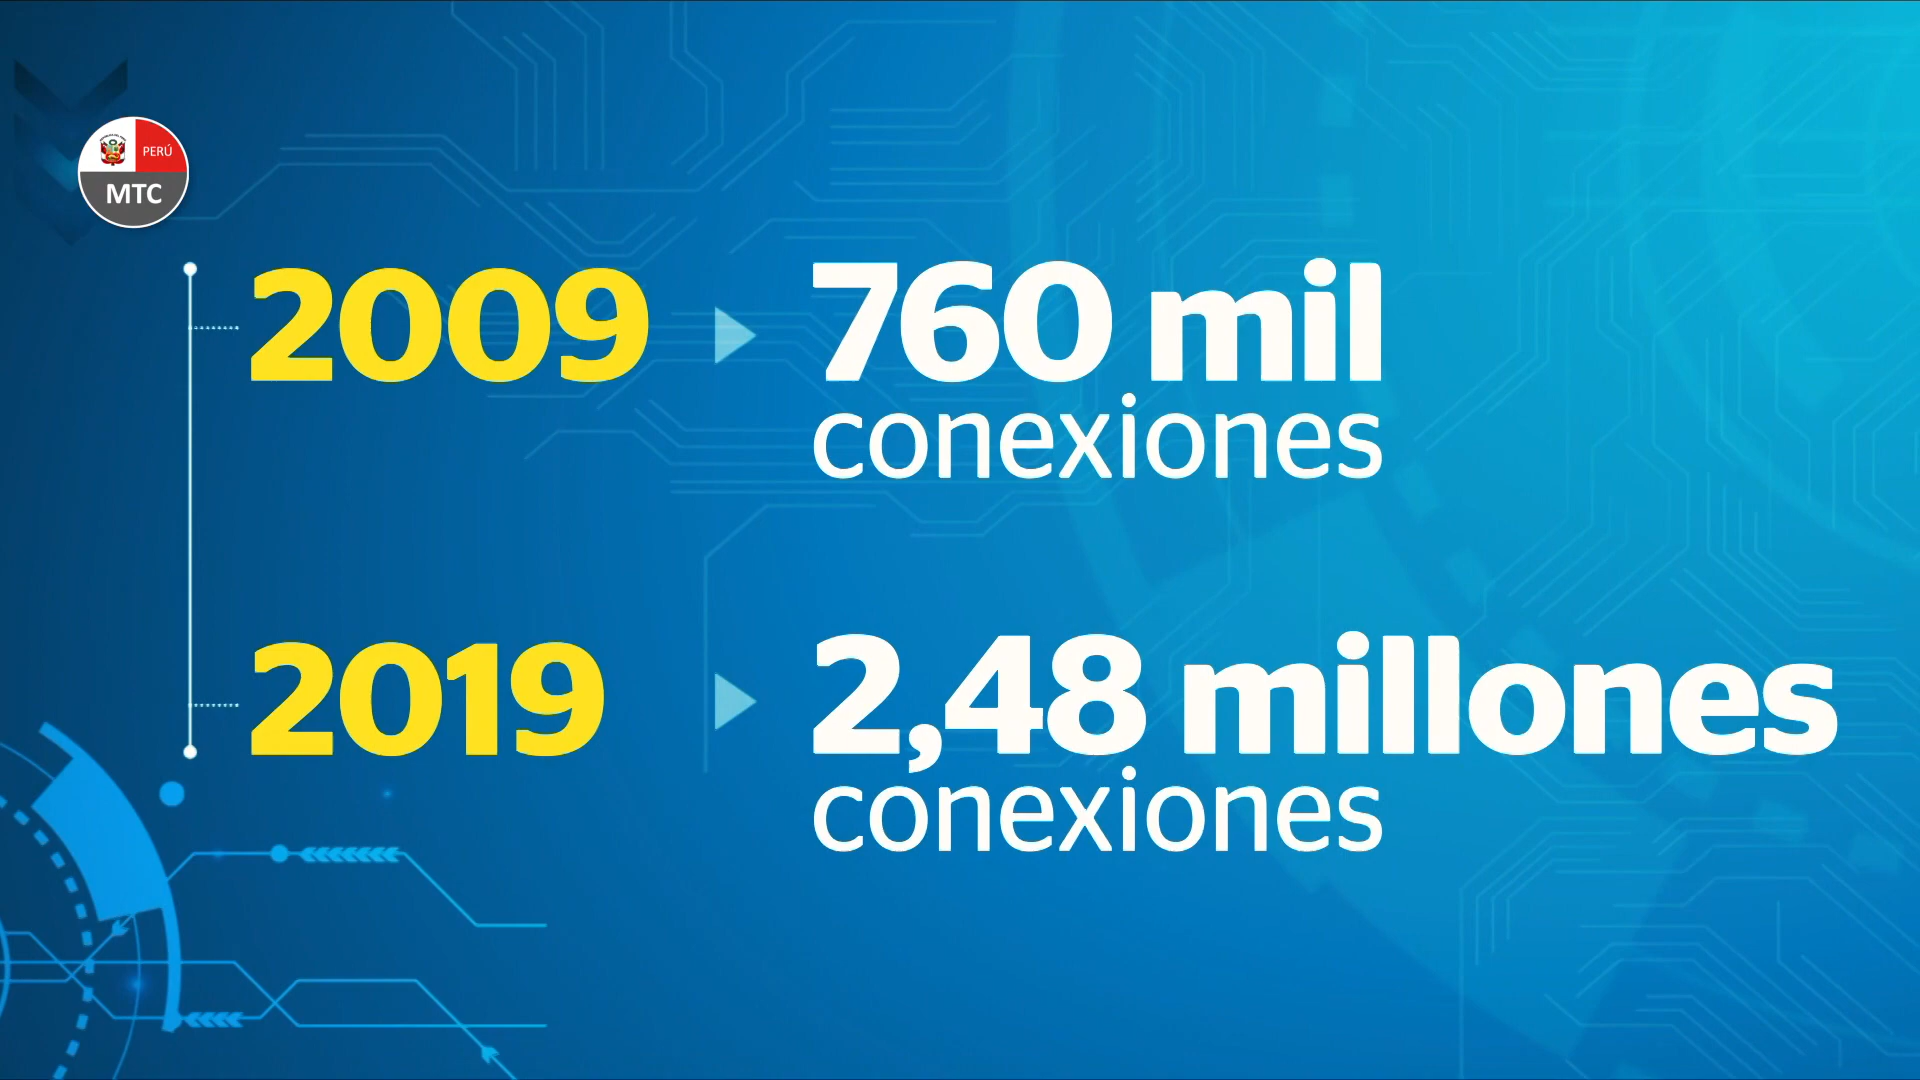 PERÚ
MTC
2009
760 mil
conexiones
2019
2,48 millones
conexiones